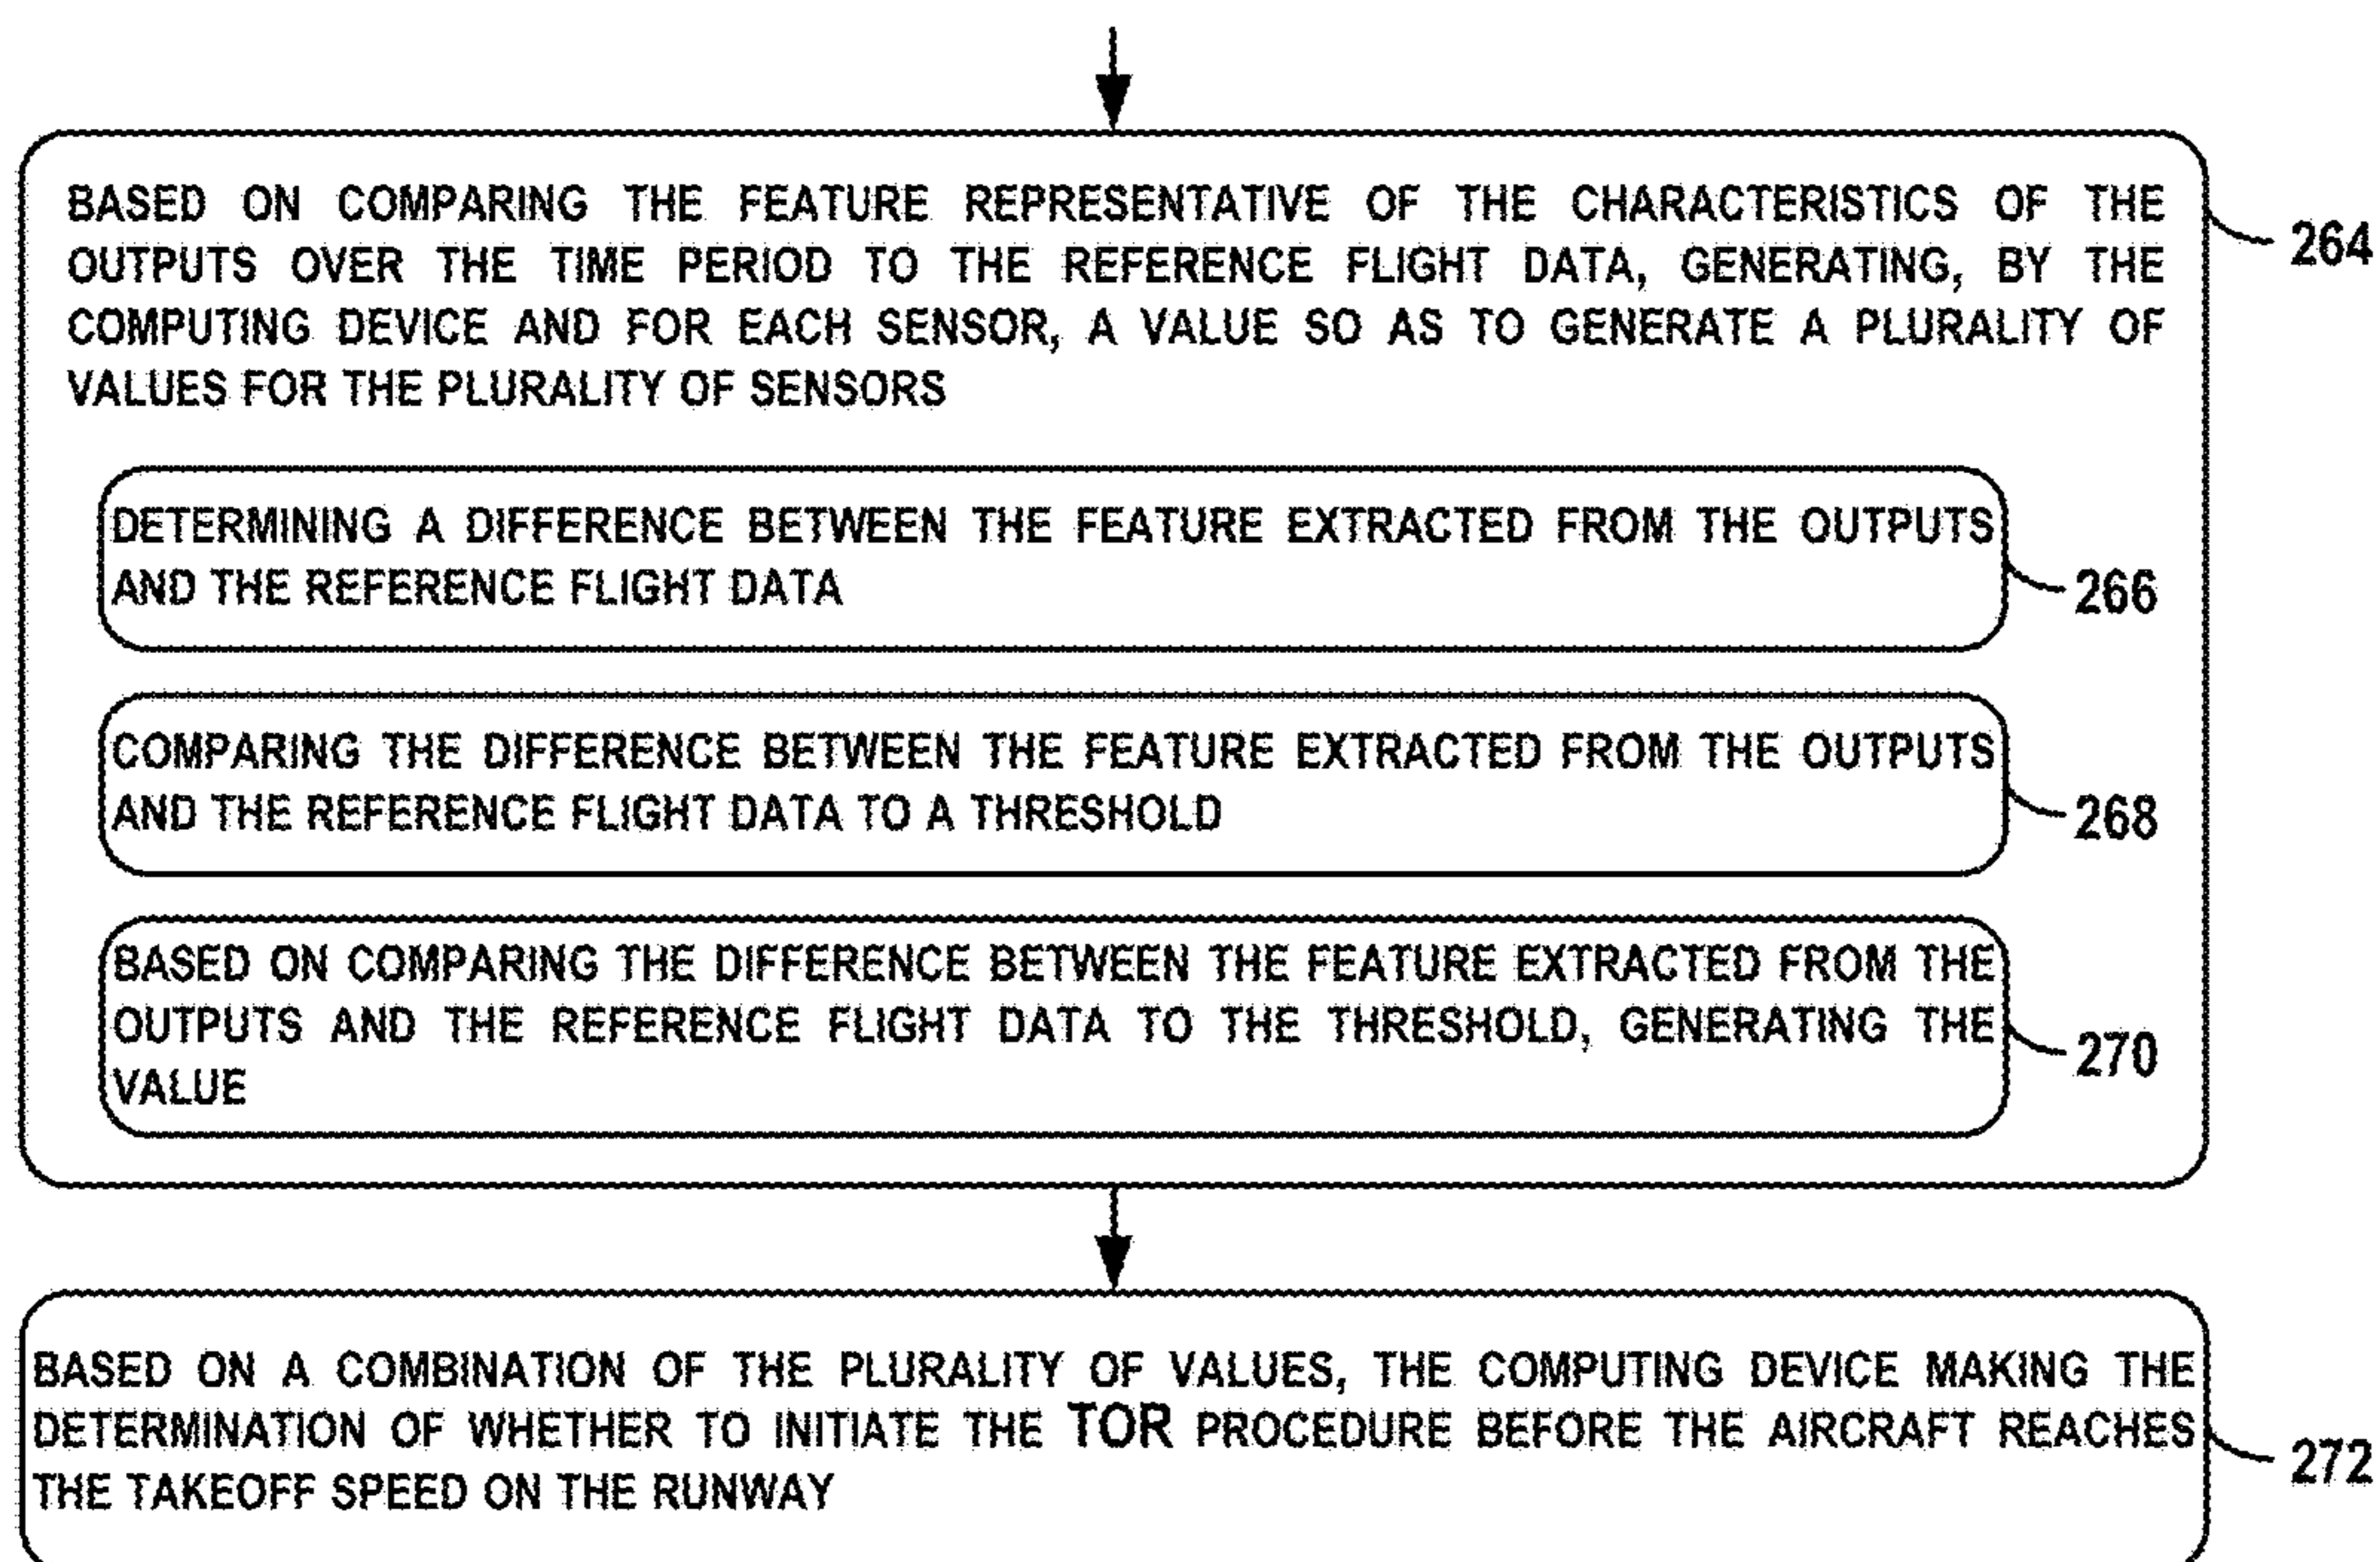 BASED ON COMPARING THE FEATURE REPRESENTATIVE OF THE CHARACTERISTICS OF THE
OUTPUTS OVER THE TIME PERIOD TO THE REFERENCE FLIGHT DATA, GENERATING, BY THE
COMPUTING DEVICE AND FOR EACH SENSOR, A VALUE SO AS TO GENERATE A PLURALITY OF
VALUES FOR THE PLURALITY OF SENSORS
264
DETERMINING A DIFFERENCE BETWEEN THE FEATURE EXTRACTED FROM THE OUTPUTS
AND THE REFERENCE FLIGHT DATA
266
COMPARING THE DIFFERENCE BETWEEN THE FEATURE EXTRACTED FROM THE OUTPUTS
AND THE REFERENCE FLIGHT DATA TO A THRESHOLD
268
BASED ON COMPARING THE DIFFERENCE BETWEEN THE FEATURE EXTRACTED FROM THE
OUTPUTS AND THE REFERENCE FLIGHT DATA TO THE THRESHOLD, GENERATING THE
VALUE
270
BASED ON A COMBINATION OF THE PLURALITY OF VALUES, THE COMPUTING DEVICE MAKING THE
DETERMINATION OF WHETHER TO INITIATE THE TOR PROCEDURE BEFORE THE AIRCRAFT REACHES
THE TAKEOFF SPEED ON THE RUNWAY
272